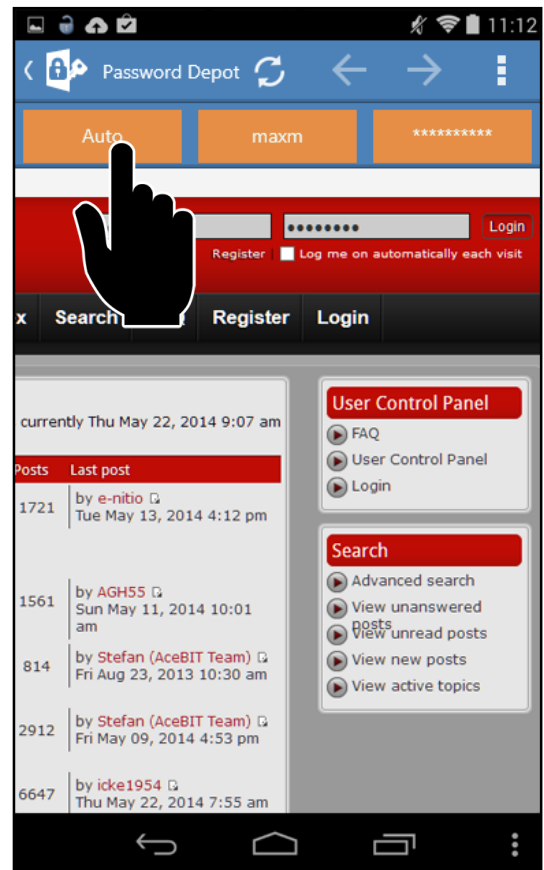 11:12
Password Depot
Auto
maxm
**********
••••••••
Login
Register
Log me on automatically each visit
x
Search
Register
Login
currently Thu May 22, 2014 9:07 am
Posts
Last post
1721
by e-nitio
Tue May 13, 2014 4:12 pm
1561
by AGH55
Sun May 11, 2014 10:01
am
814
by Stefan (AceBIT Team)
Fri Aug 23, 2013 10:30 am
2912
by Stefan (AceBIT Team)
Fri May 09, 2014 4:53 pm
6647
by icke1954
Thu May 22, 2014 7:55 am
User Control Panel
FAQ
User Control Panel
Login
Search
Advanced search
View unanswered
posts
View unread posts
View new posts
View active topics